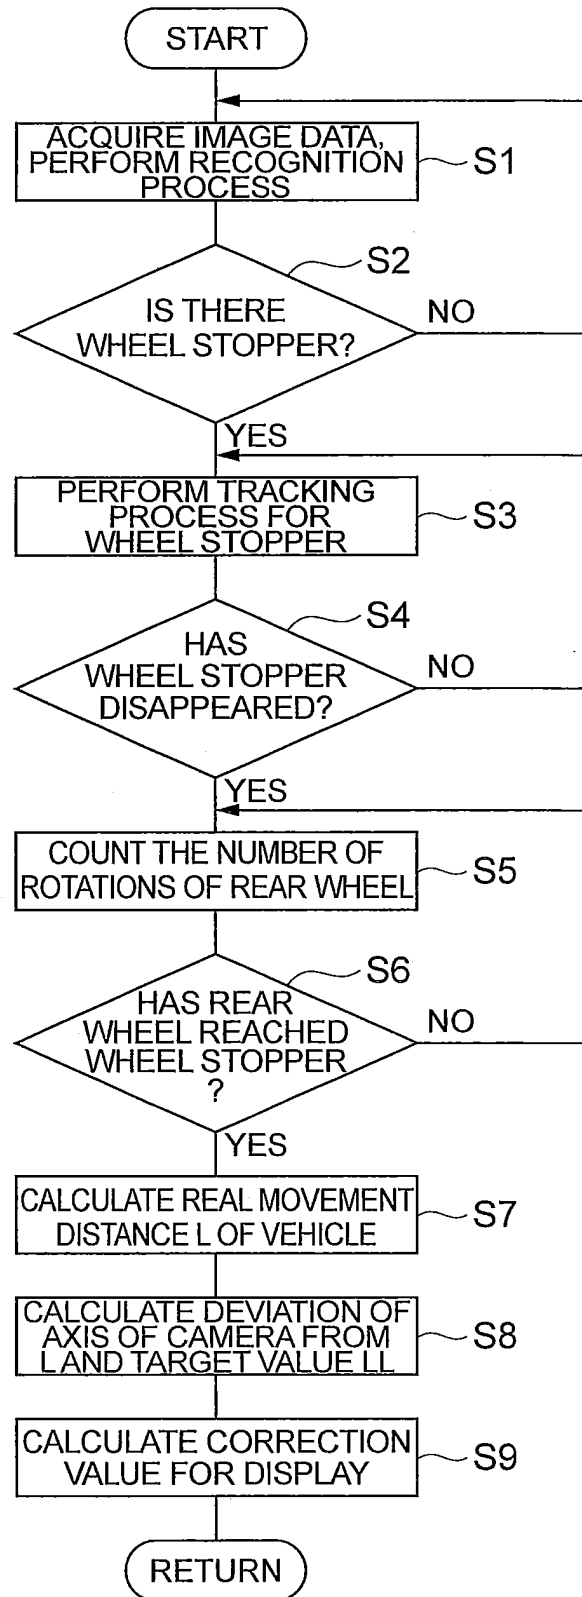 START
ACQUIRE IMAGE DATA,
PERFORM RECOGNITION
PROCESS
S1
S2
IS THERE
WHEEL STOPPER?
NO
YES
PERFORM TRACKING
PROCESS FOR
WHEEL STOPPER
S3
S4
HAS
WHEEL STOPPER
DISAPPEARED?
NO
YES
COUNT THE NUMBER OF
ROTATIONS OF REAR WHEEL
S5
S6
HAS REAR
WHEEL REACHED
WHEEL STOPPER
?
NO
YES
CALCULATE REAL MOVEMENT
DISTANCE L OF VEHICLE
S7
CALCULATE DEVIATION OF
AXIS OF CAMERA FROM
L AND TARGET VALUE LL
S8
CALCULATE CORRECTION
VALUE FOR DISPLAY
S9
RETURN